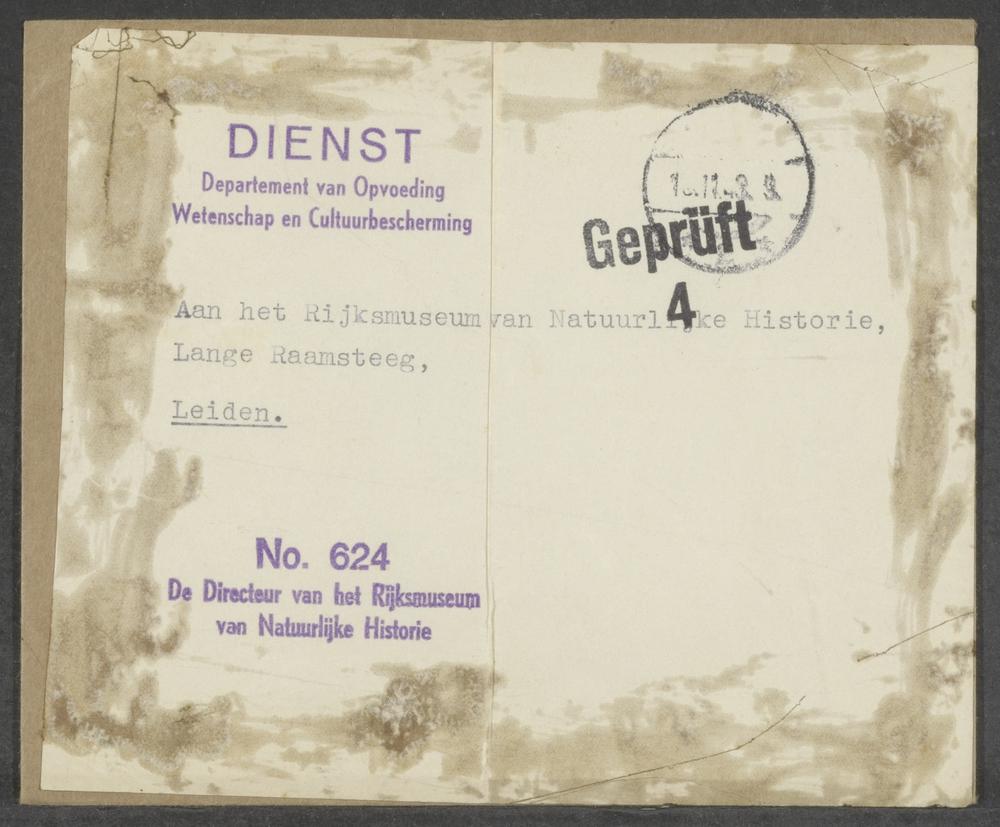 DIENST
Departement van Opvoeding
Wetenschap en Cultuurbescherming
Geprüft
4
Aan het Rijksmuseum van Natuurlijke Historie,
Lange Raamsteeg,
Leiden.
No. 624
De Directeur van het Rijksmuseum
van Natuurlijke Historie